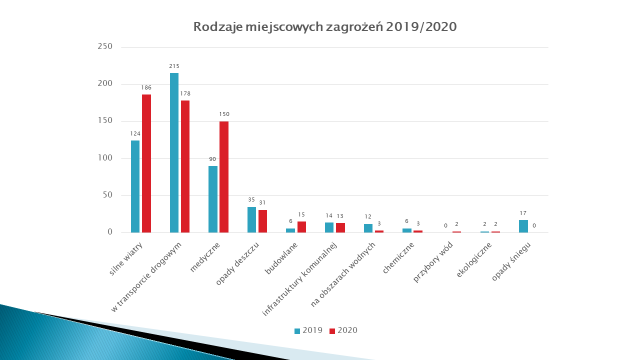 Rodzaje miejscowych zagrożeń 2019/2020
250
200
150
100
50
0
124
186
215
178
90
150
35
31
6
15
14
13
12
3
6
3
0
2
2
2
17
0
silne wiatry
w transporcie drogowym
medyczne
opady deszczu
budowlane
infrastruktury komunalnej
na obszarach wodnych
chemiczne
przybory wód
ekologiczne
opady śniegu
2019
2020